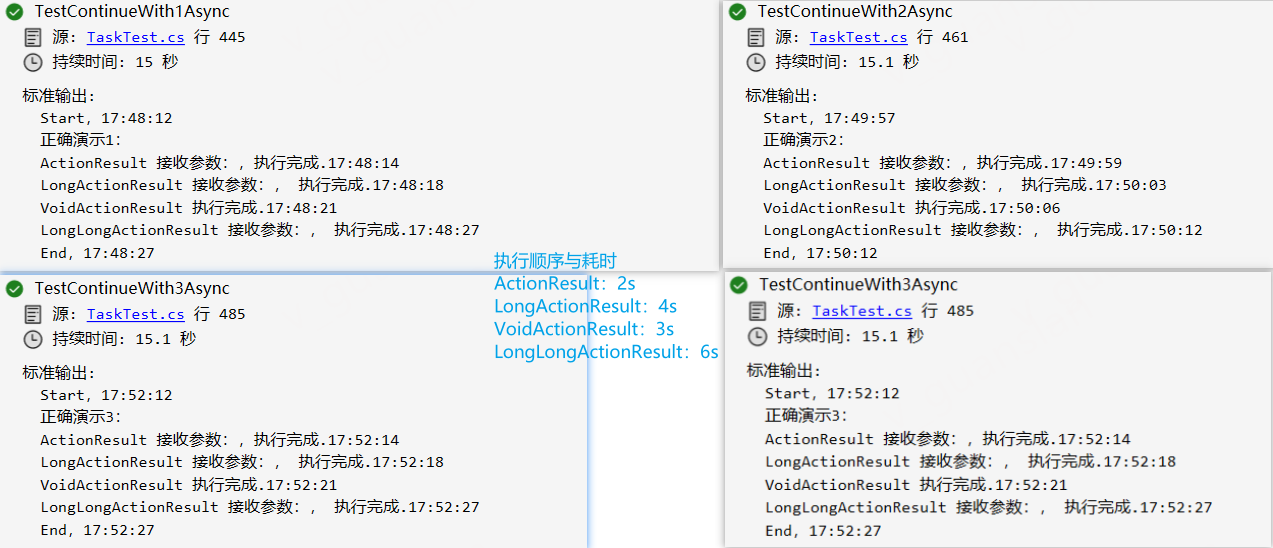 TestContinueWith1Async
源: TaskTest.cs 行 445
持续时间: 15 秒
标准输出:
Start, 17:48:12
正确演示1:
ActionResult 接收参数: , 执行完成.17:48:14
LongActionResult 接收参数: , 执行完成.17:48:18
VoidActionResult 执行完成.17:48:21
LongLongActionResult 接收参数: , 执行完成.17:48:27
End, 17:48:27
TestContinueWith2Async
源: TaskTest.cs 行 461
持续时间: 15.1 秒
标准输出:
Start, 17:49:57
正确演示2:
ActionResult 接收参数: , 执行完成.17:49:59
LongActionResult 接收参数: , 执行完成.17:50:03
VoidActionResult 执行完成.17:50:06
LongLongActionResult 接收参数: , 执行完成.17:50:12
End, 17:50:12
执行顺序与耗时
ActionResult：2s
LongActionResult：4s
VoidActionResult：3s
LongLongActionResult：6s
TestContinueWith3Async
源: TaskTest.cs 行 485
持续时间: 15.1 秒
标准输出:
Start, 17:52:12
正确演示3:
ActionResult 接收参数: , 执行完成.17:52:14
LongActionResult 接收参数: , 执行完成.17:52:18
VoidActionResult 执行完成.17:52:21
LongLongActionResult 接收参数: , 执行完成.17:52:27
End, 17:52:27
TestContinueWith3Async
源: TaskTest.cs 行 485
持续时间: 15.1 秒
标准输出:
Start, 17:52:12
正确演示3:
ActionResult 接收参数: , 执行完成.17:52:14
LongActionResult 接收参数: , 执行完成.17:52:18
VoidActionResult 执行完成.17:52:21
LongLongActionResult 接收参数: , 执行完成.17:52:27
End, 17:52:27